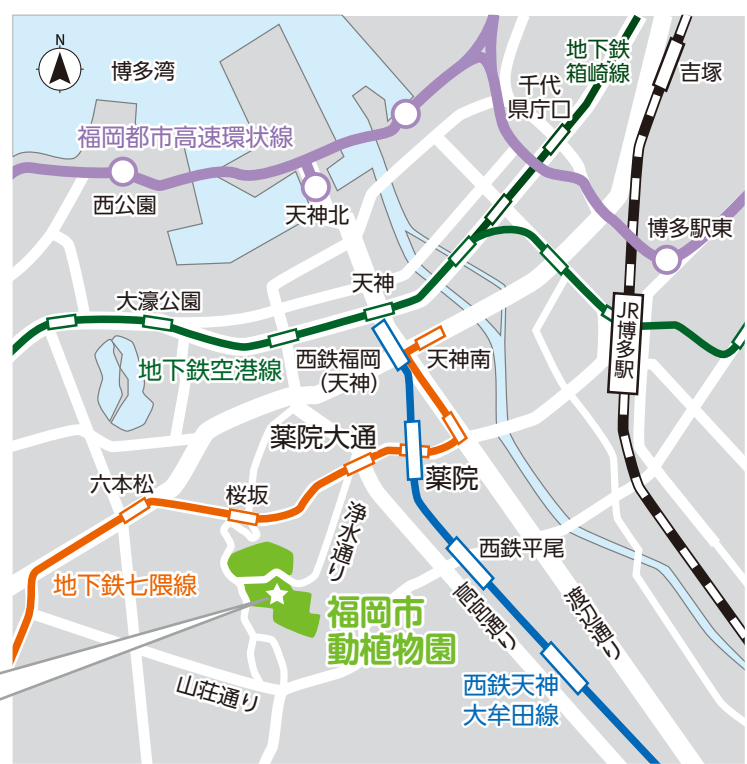 N
博多湾
地下鉄
箱崎線
吉塚
千代
県庁口
福岡都市高速環状線
西公園
天神北
博多駅東
天神
大濠公園
JR博多駅
地下鉄空港線
西鉄福岡
(天神)
天神南
薬院大通
薬院
六本松
桜坂
浄水通り
西鉄平尾
地下鉄七隈線
福岡市
動植物園
高宮通り
渡辺通り
山荘通り
西鉄天神
大牟田線